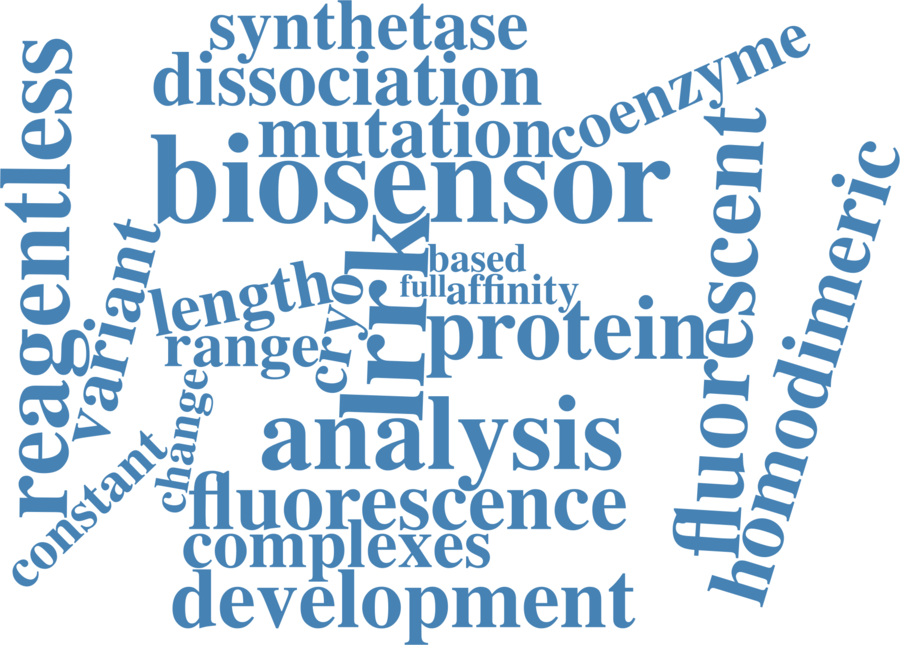 synthetase
dissociation
coenzyme
mutation
biosensor
reagentless
fluorescent
homodimeric
variant
lrrk
based
full
affinity
length
cryo
protein
range
change
analysis
constant
fluorescence
complexes
development